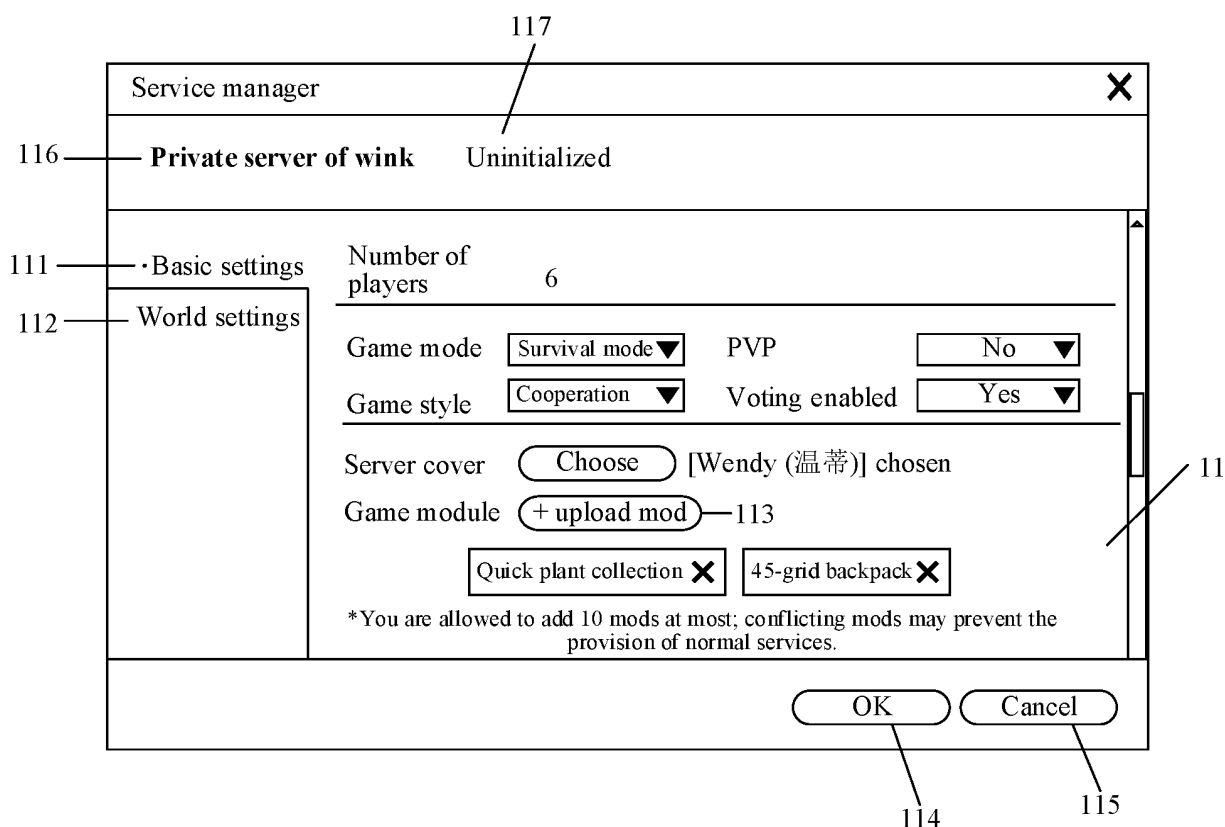 117
Service manager
116 Private server of wink Uninitialized
111 ·Basic settings
112 World settings
Number of
players 6
Game mode Survival mode PVP No
Game style Cooperation Voting enabled Yes
Server cover Choose [Wendy (温蒂)] chosen
11
Game module + upload mod 113
Quick plant collection 45-grid backpack
*You are allowed to add 10 mods at most; conflicting mods may prevent the
provision of normal services.
OK Cancel
114 115